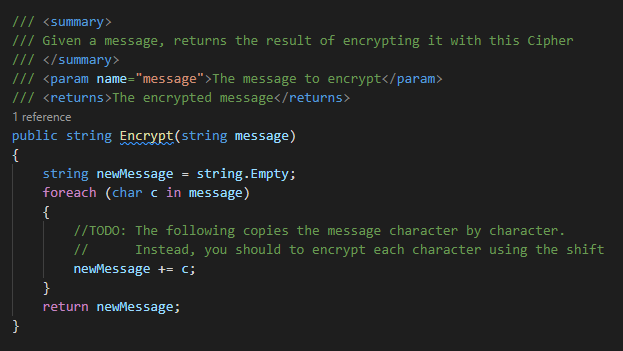 /// <summary>
/// Given a message, returns the result of encrypting it with this Cipher
/// </summary>
/// <param name="message">The message to encrypt</param>
/// <returns>The encrypted message</returns>
1 reference
public string Encrypt(string message)
{
    string newMessage = string.Empty;
    foreach (char c in message)
    {
        //TODO: The following copies the message character by character.
        //      Instead, you should to encrypt each character using the shift
        newMessage += c;
    }
    return newMessage;
}